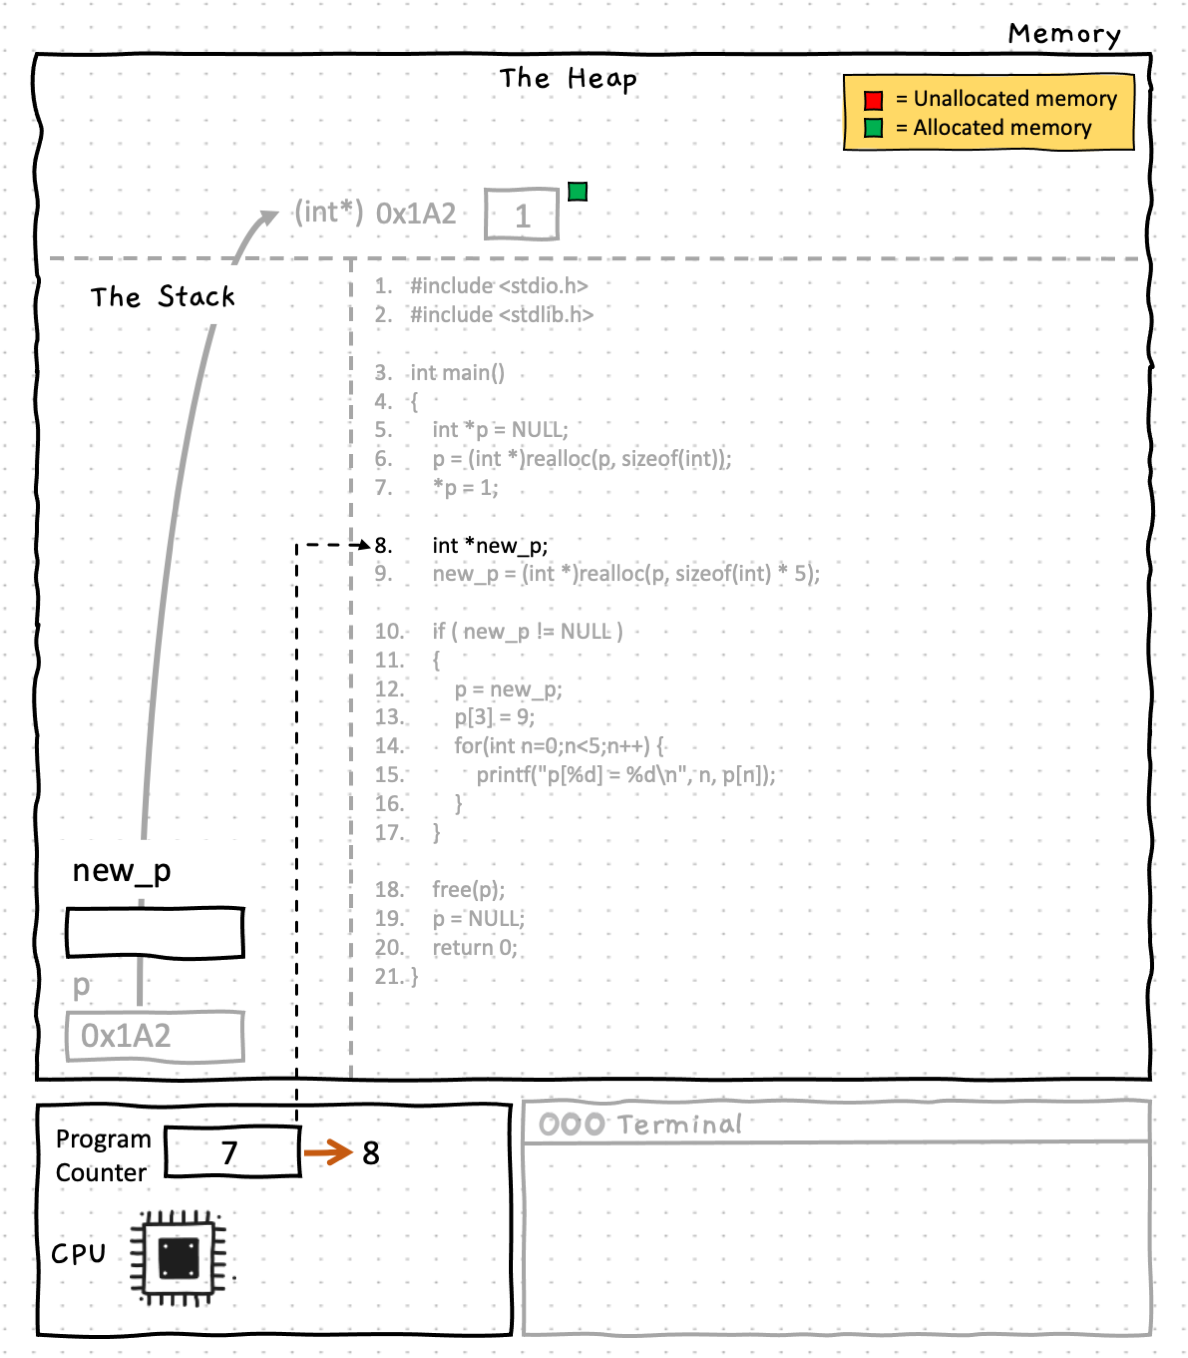 Memory
The Heap
= Unallocated memory
= Allocated memory
(int*) 0x1A2 1
The Stack
1. #include <stdio.h>
2. #include <stdlib.h>
3. int main()
4. {
5. int *p = NULL;
6. p = (int *)realloc(p, sizeof(int));
7. *p = 1;
8. int *new_p;
9. new_p = (int *)realloc(p, sizeof(int) * 5);
10. if ( new_p != NULL )
11. {
12. p = new_p;
13. p[3] = 9;
14. for(int n=0;n<5;n++) {
15. printf("p[%d] = %d\n", n, p[n]);
16. }
17. }
18. free(p);
19. p = NULL;
20. return 0;
21. }
new_p
p
0x1A2
Program
Counter
7
8
CPU
Terminal